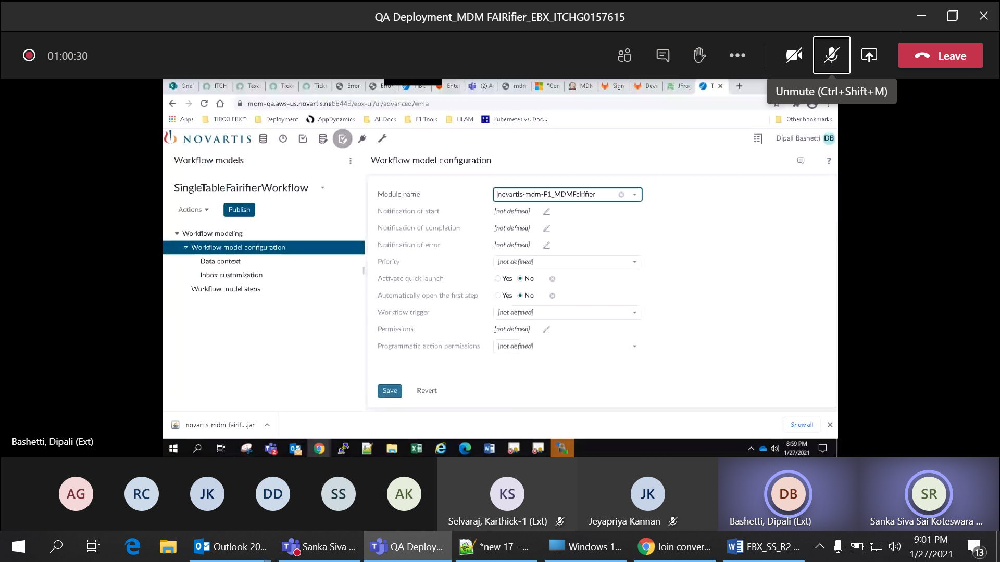 QA Deployment_MDM FAIRifier_EBX_ITCHG0157615
01:00:30
Leave
Unmute (Ctrl+Shift+M)
OneI ITCH Task Ticke Ticke Error Error Ente (2) A mdn "Cor MDN Sign Deve JFrog T
mdm-qa.aws-us.novartis.net:8443/ebx-ui/ui/advanced/wma
Apps TIBCO EBX™ Deployment AppDynamics All Docs F1 Tools ULAM Kubernetes vs. Doc... Other bookmarks
NOVARTIS Dipali Bashetti DB
Workflow models
Workflow model configuration
?
SingleTableFairifierWorkflow
Actions Publish
Workflow modeling
Workflow model configuration
Data context
Inbox customization
Workflow model steps
Module name novartis-mdm-F1_MDMFairifier
Notification of start [not defined]
Notification of completion [not defined]
Notification of error [not defined]
Priority [not defined]
Activate quick launch Yes No
Automatically open the first step Yes No
Workflow trigger [not defined]
Permissions [not defined]
Programmatic action permissions [not defined]
Save Revert
novartis-mdm-fairif....jar
Show all
Bashetti, Dipali (Ext)
8:59 PM
1/27/2021
AG RC JK DD SS AK KS JK DB SR
Selvaraj, Karthick-1 (Ext) Jeyapriya Kannan Bashetti, Dipali (Ext) Sanka Siva Sai Koteswara ...
Outlook 20... Sanka Siva ... QA Deploy... *new 17 - ... Windows 1... Join conver... EBX_SS_R2 ...
9:01 PM
1/27/2021
13